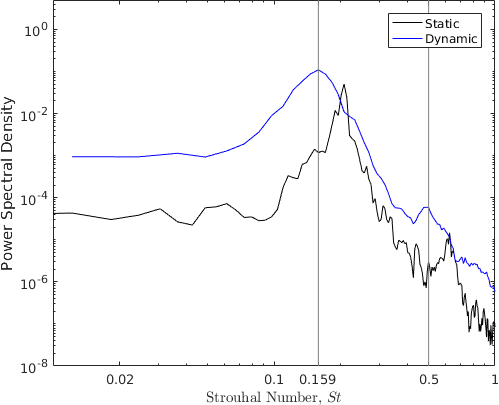 10^0
10^-2
10^-4
10^-6
10^-8
Power Spectral Density
Static
Dynamic
0.02 0.1 0.159 0.5 1
Strouhal Number, St